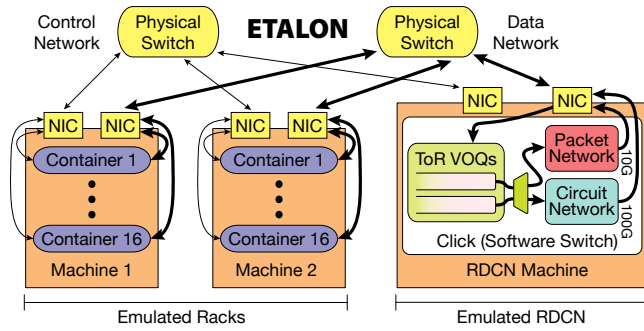 Control
Network
Physical
Switch
ETALON
Physical
Switch
Data
Network
NIC
NIC
NIC
NIC
NIC
NIC
Container 1
Container 16
Machine 1
Container 1
Container 16
Machine 2
ToR VOQs
Packet
Network
10G
Circuit
Network
100G
Click (Software Switch)
RDCN Machine
Emulated Racks
Emulated RDCN